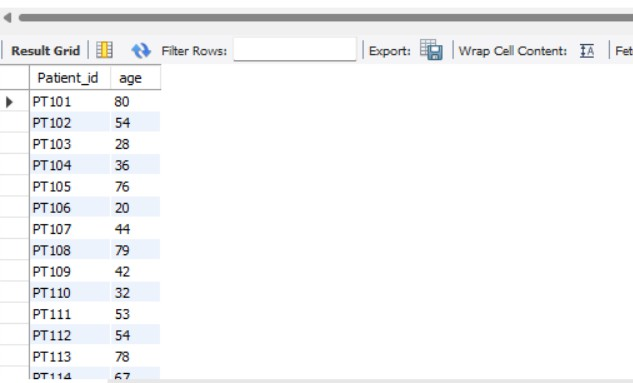 Result Grid Filter Rows: Export: Wrap Cell Content: IA Fet
Patient_id age
PT101 80
PT102 54
PT103 28
PT104 36
PT105 76
PT106 20
PT107 44
PT108 79
PT109 42
PT110 32
PT111 53
PT112 54
PT113 78
PT114 67